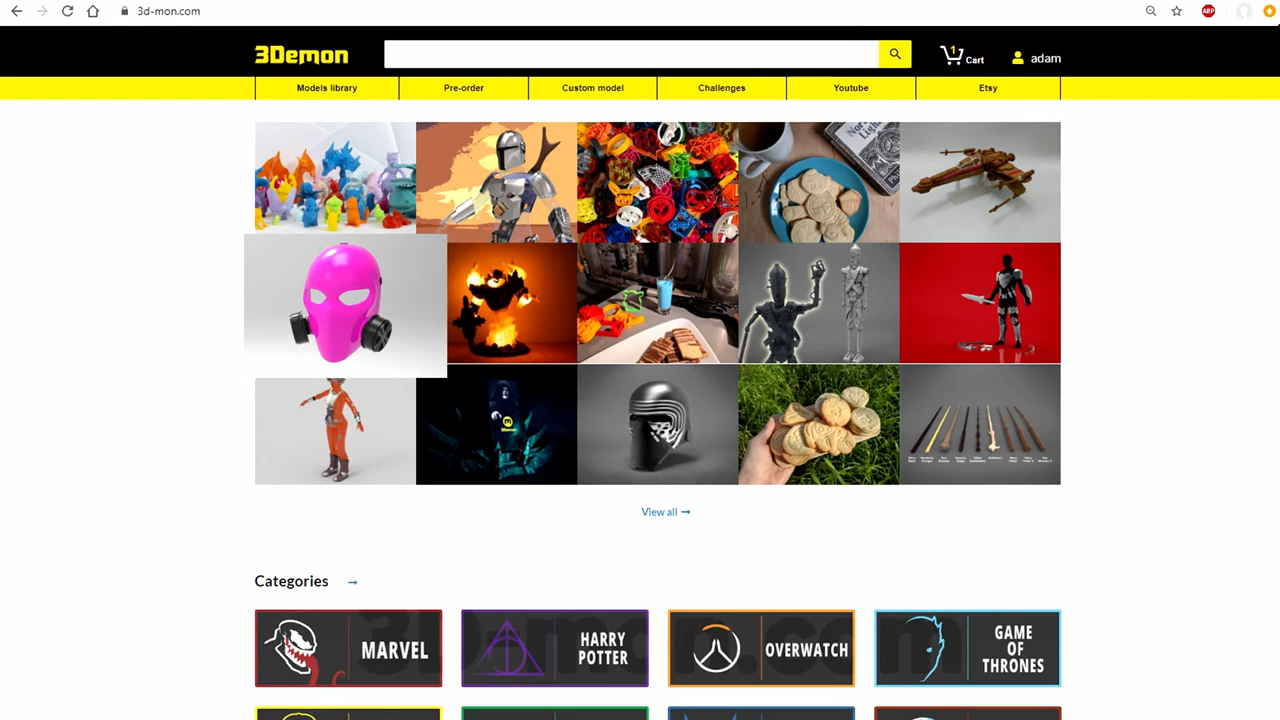 3d-mon.com
ABP
3Demon
1
Cart
adam
Models library
Pre-order
Custom model
Challenges
Youtube
Etsy
View all →
Categories →
MARVEL
HARRY
POTTER
OVERWATCH
GAME
OF
THRONES